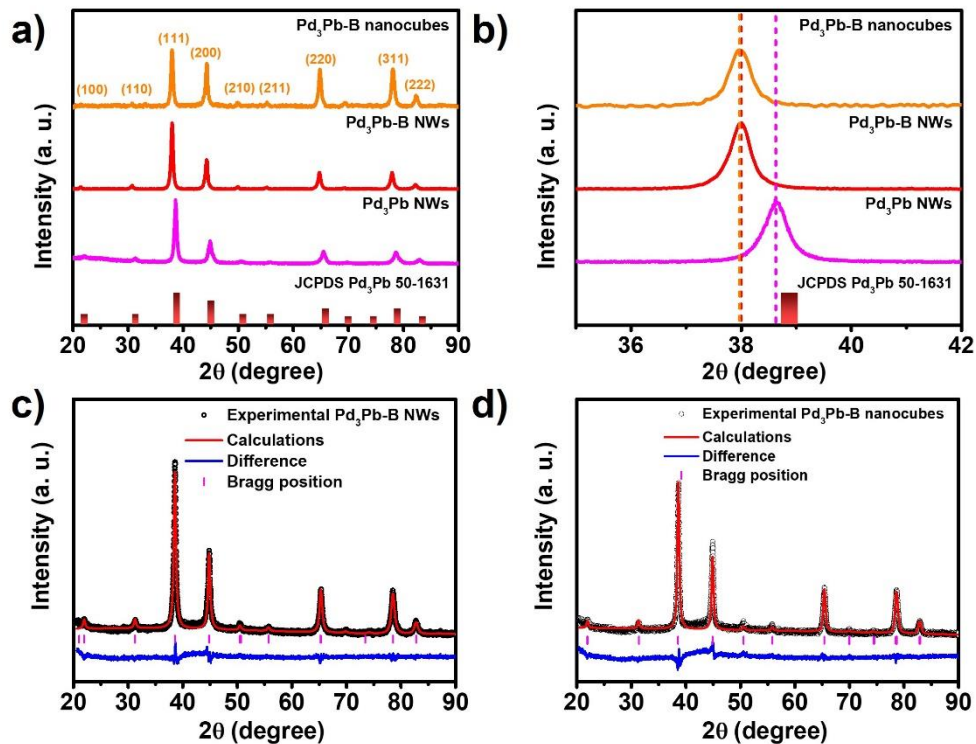 a)
Pd₃Pb-B nanocubes
(111)
(200)
(220)
(311)
(100)
(110)
(210)
(211)
(222)
Pd₃Pb-B NWs
Pd₃Pb NWs
JCPDS Pd₃Pb 50-1631
Intensity (a. u.)
20 30 40 50 60 70 80 90
2θ (degree)
b)
Pd₃Pb-B nanocubes
Pd₃Pb-B NWs
Pd₃Pb NWs
JCPDS Pd₃Pb 50-1631
Intensity (a. u.)
36 38 40 42
2θ (degree)
c)
Experimental Pd₃Pb-B NWs
Calculations
Difference
Bragg position
Intensity (a. u.)
20 30 40 50 60 70 80 90
2θ (degree)
d)
Experimental Pd₃Pb-B nanocubes
Calculations
Difference
Bragg position
Intensity (a. u.)
20 30 40 50 60 70 80 90
2θ (degree)